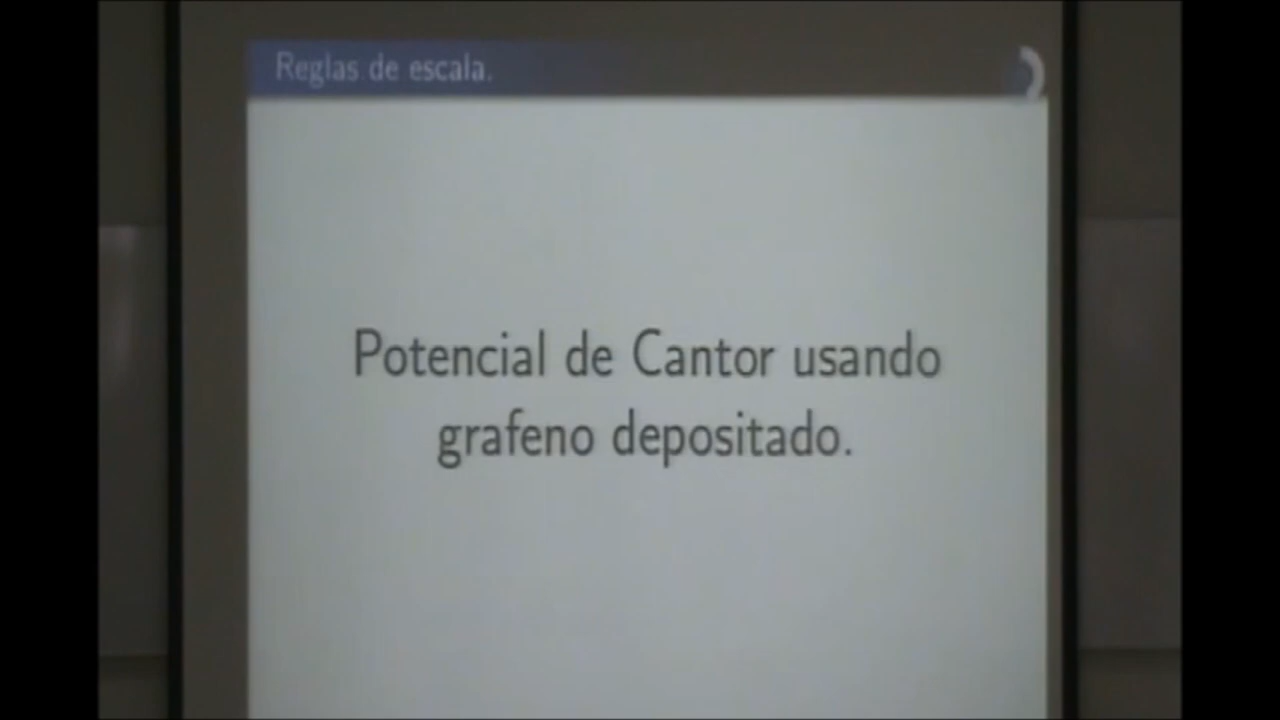 Reglas de escala.
Potencial de Cantor usando
grafeno depositado.